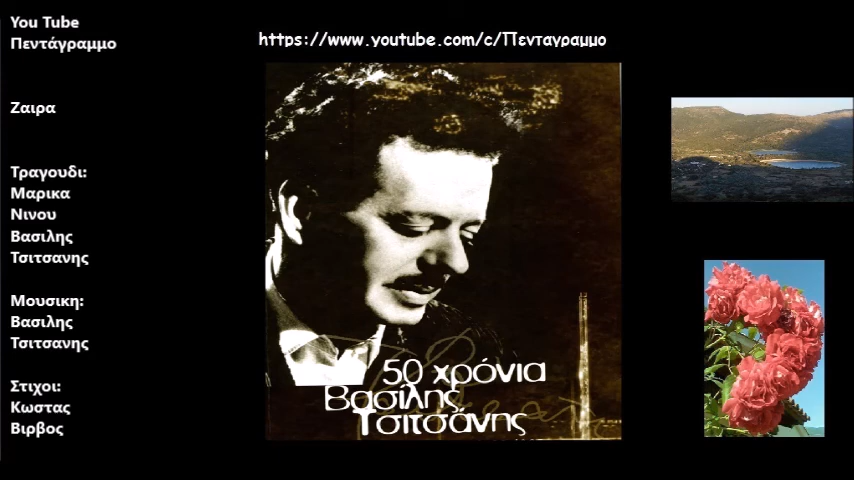 You Tube
Πεντάγραμμο
https://www.youtube.com/c/Πενταγραμμο
Ζαιρα
Τραγουδι:
Μαρικα
Νινου
Βασιλης
Τσιτσανης
Μουσικη:
Βασιλης
Τσιτσανης
Στιχοι:
Κωστας
Βιρβος
50 χρόνια
Βασίλης
Τσιτσάνης